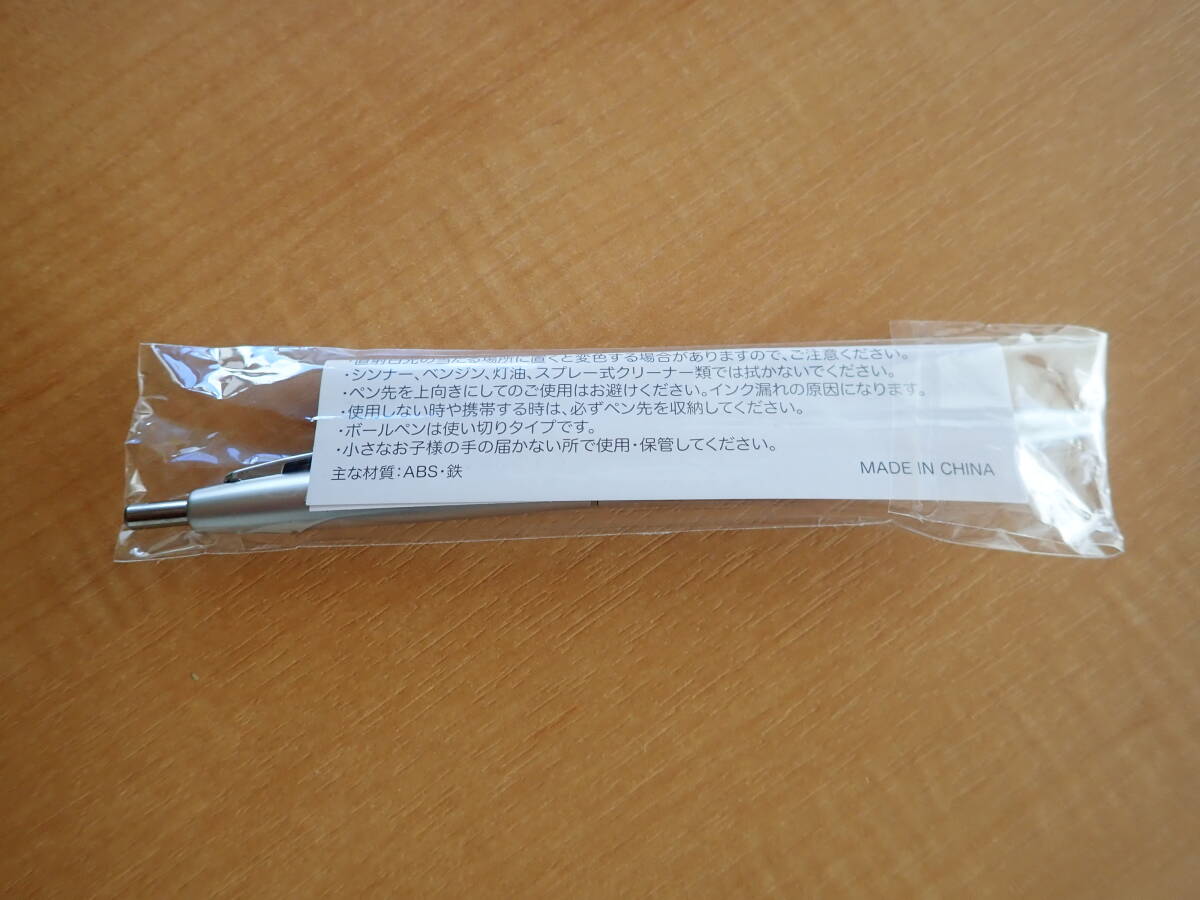 ・直射日光の当たる場所に置くと変色する場合がありますので、ご注意ください。
・シンナー、ベンジン、灯油、スプレー式クリーナー類では拭かないでください。
・ペン先を上向きにしてのご使用はお避けください。インク漏れの原因になります。
・使用しない時や携帯する時は、必ずペン先を収納してください。
・ボールペンは使い切りタイプです。
・小さなお子様の手の届かない所で使用・保管してください。
主な材質：ABS・鉄
MADE IN CHINA